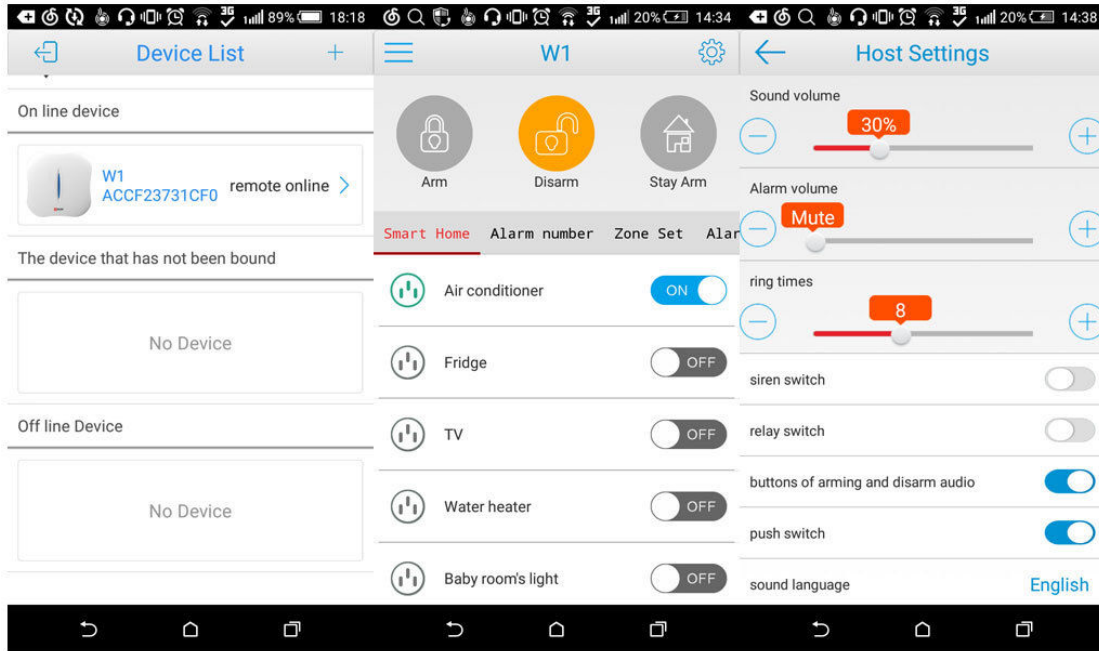 3G 89% 18:18
Device List
On line device
W1
ACCF23731CF0
remote online
The device that has not been bound
No Device
Off line Device
No Device
3G 20% 14:34
W1
Arm Disarm Stay Arm
Smart Home Alarm number Zone Set Alar
Air conditioner ON
Fridge OFF
TV OFF
Water heater OFF
Baby room's light OFF
3G 20% 14:38
Host Settings
Sound volume
30%
Alarm volume
Mute
ring times
8
siren switch
relay switch
buttons of arming and disarm audio
push switch
sound language English